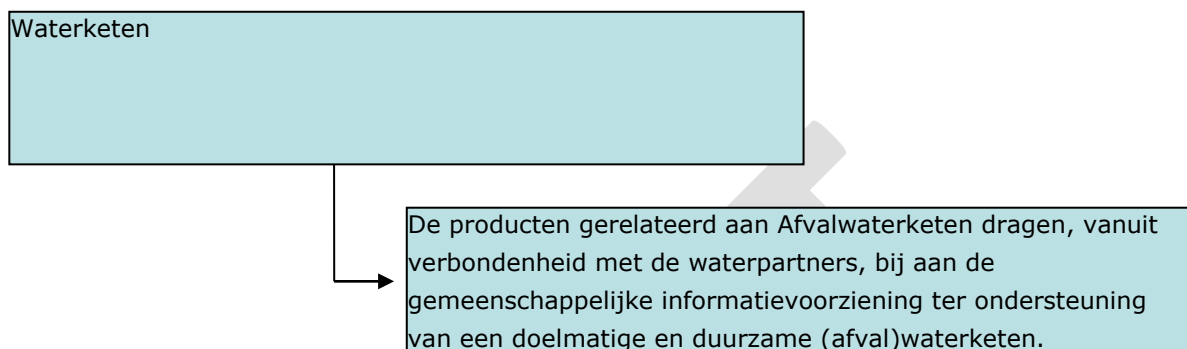 Waterketen
De producten gerelateerd aan Afvalwaterketen dragen, vanuit
verbondenheid met de waterpartners, bij aan de
gemeenschappelijke informatievoorziening ter ondersteuning
van een doelmatige en duurzame (afval)waterketen.